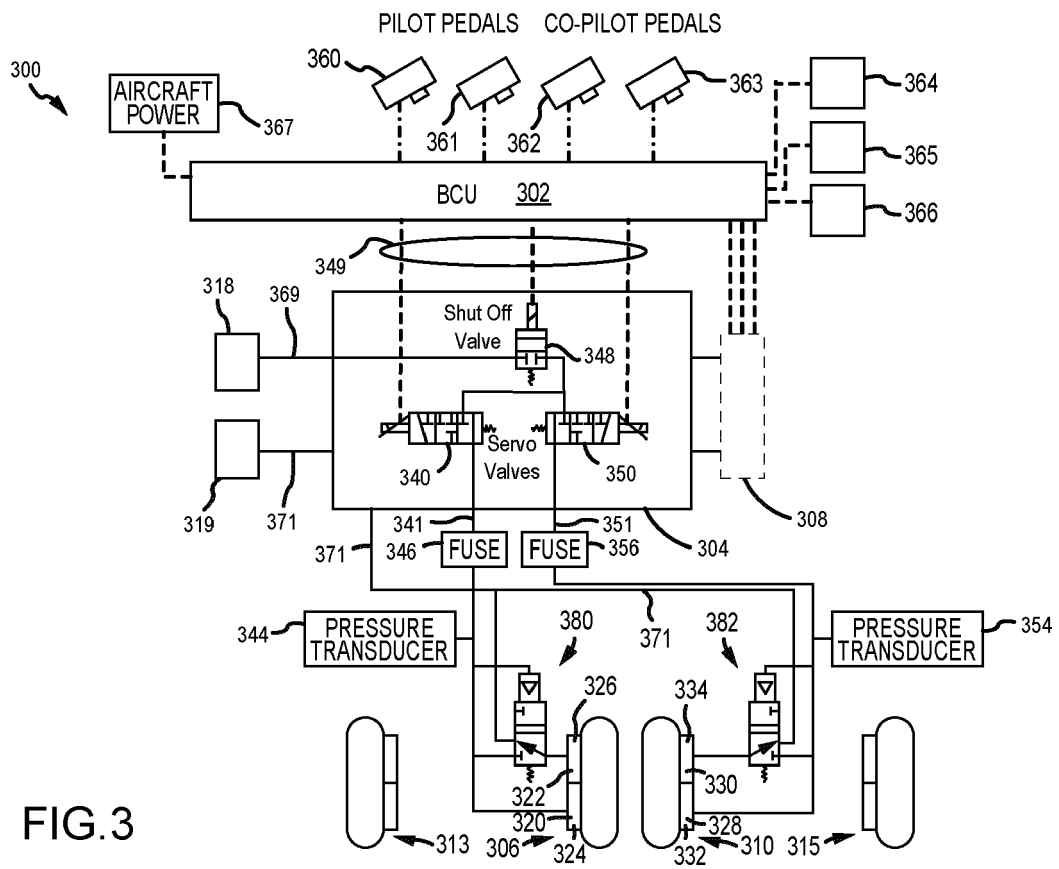 PILOT PEDALS CO-PILOT PEDALS
300
360
363
364
AIRCRAFT
POWER
367
361
362
365
BCU 302
366
349
318
369
Shut Off
Valve
348
340
Servo
Valves
350
319
371
341
351
308
371
346
FUSE
FUSE
356
304
371
344
PRESSURE
TRANSDUCER
380
382
PRESSURE
TRANSDUCER
354
326
334
322
330
320
328
313
306
324
332
310
315
FIG.3